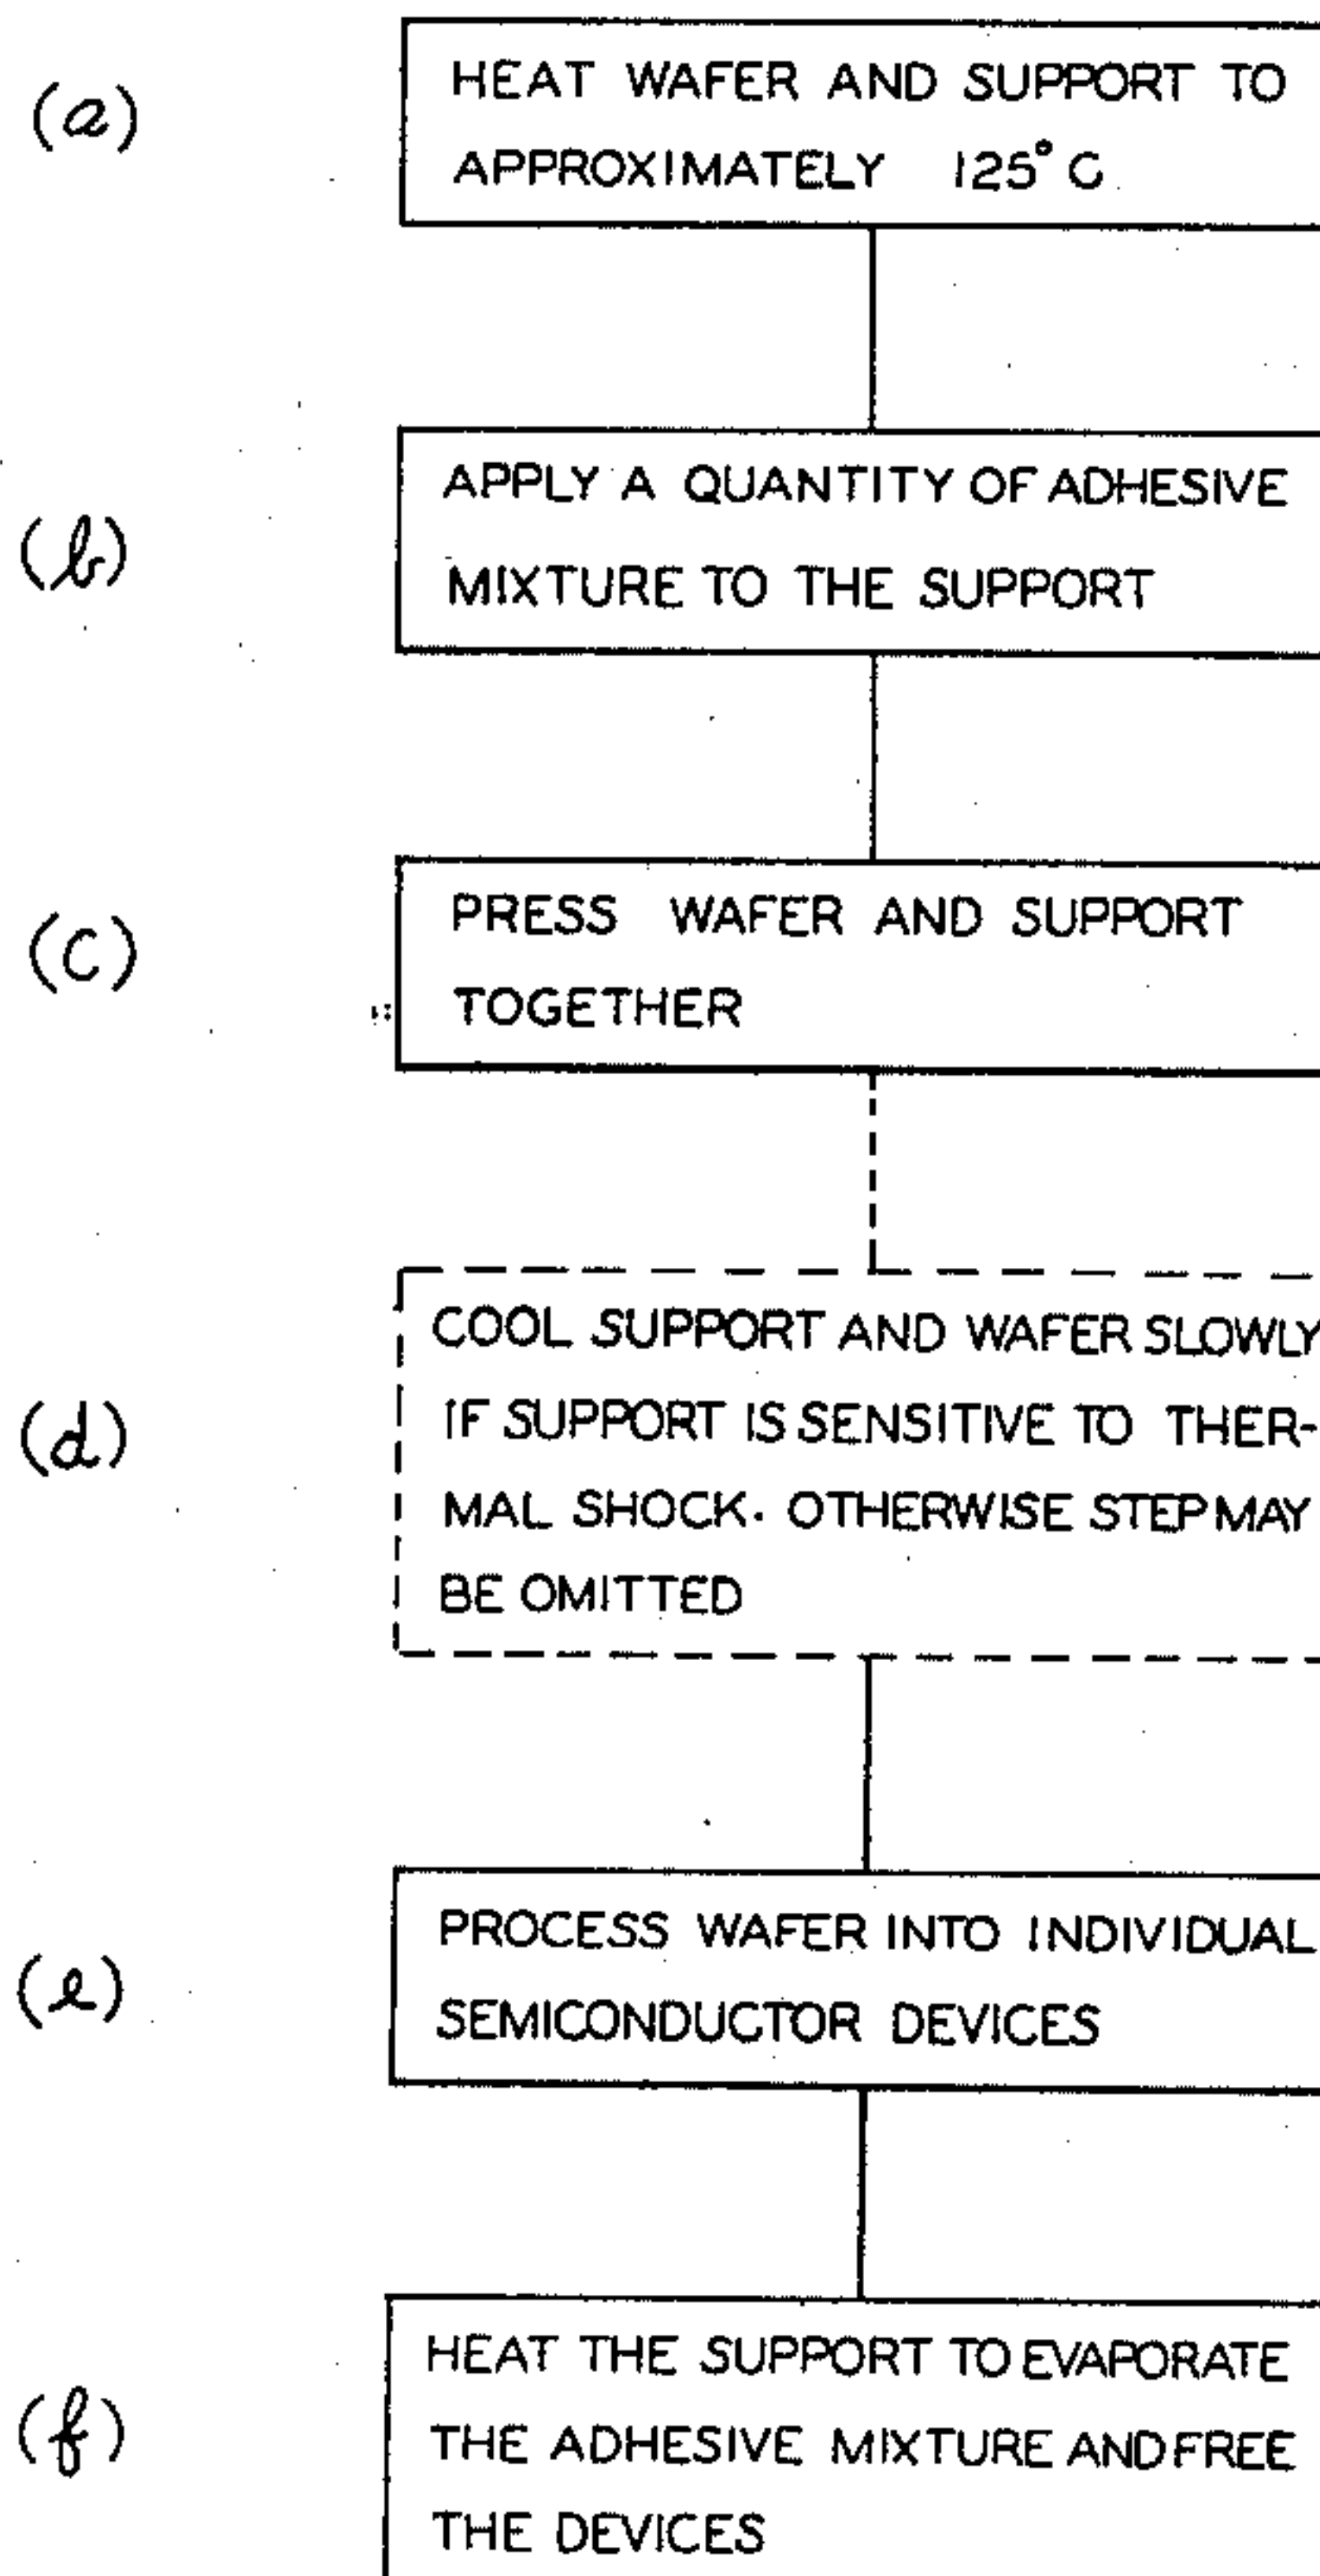 (a)
HEAT WAFER AND SUPPORT TO
APPROXIMATELY 125°C
(b)
APPLY A QUANTITY OF ADHESIVE
MIXTURE TO THE SUPPORT
(c)
PRESS WAFER AND SUPPORT
TOGETHER
(d)
COOL SUPPORT AND WAFER SLOWLY
IF SUPPORT IS SENSITIVE TO THER-
MAL SHOCK. OTHERWISE STEP MAY
BE OMITTED
(e)
PROCESS WAFER INTO INDIVIDUAL
SEMICONDUCTOR DEVICES
(f)
HEAT THE SUPPORT TO EVAPORATE
THE ADHESIVE MIXTURE AND FREE
THE DEVICES